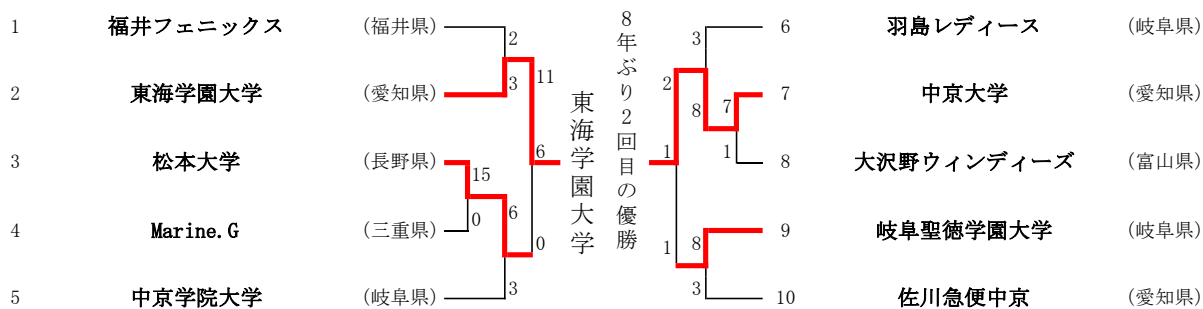 1 福井フェニックス (福井県)
2
2 東海学園大学 (愛知県)
3
11
3 松本大学 (長野県)
15
0
6
4 Marine.G (三重県)
6
0
5 中京学院大学 (岐阜県)
3
東海学園大学
8年ぶり2回目の優勝
6 羽島レディース (岐阜県)
3
7 中京大学 (愛知県)
2
8
7
8 大沢野ウィンディーズ (富山県)
1
1
9 岐阜聖徳学園大学 (岐阜県)
1
8
10 佐川急便中京 (愛知県)
3